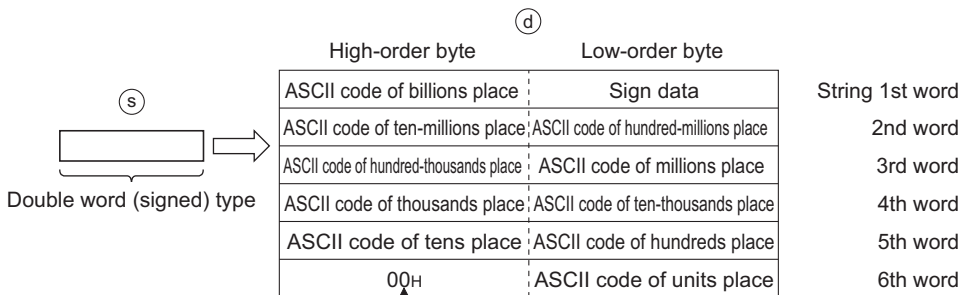 d
High-order byte Low-order byte
ASCII code of billions place Sign data String 1st word
s
ASCII code of ten-millions place ASCII code of hundred-millions place 2nd word
ASCII code of hundred-thousands place ASCII code of millions place 3rd word
Double word (signed) type
ASCII code of thousands place ASCII code of ten-thousands place 4th word
ASCII code of tens place ASCII code of hundreds place 5th word
00H ASCII code of units place 6th word